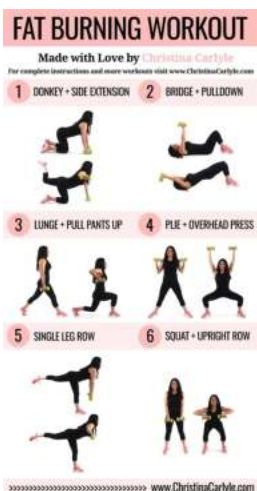 FAT BURNING WORKOUT
Made with Love by Christina Carlyle
For complete instructions and more workouts visit www.ChristinaCarlyle.com
1 DONKEY + SIDE EXTENSION
2 BRIDGE + PULLDOWN
3 LUNGE + PULL PANTS UP
4 PLIE + OVERHEAD PRESS
5 SINGLE LEG ROW
6 SQUAT + UPRIGHT ROW
www.ChristinaCarlyle.com